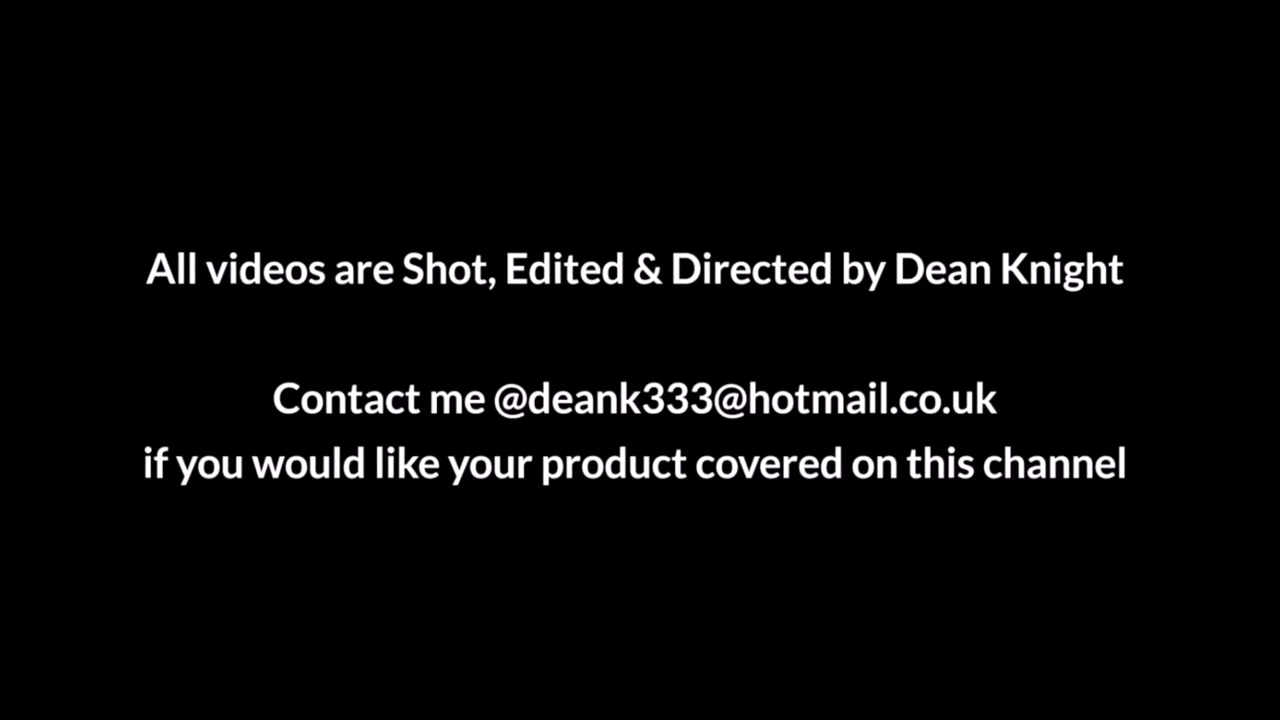 All videos are Shot, Edited & Directed by Dean Knight
Contact me @deank333@hotmail.co.uk
if you would like your product covered on this channel